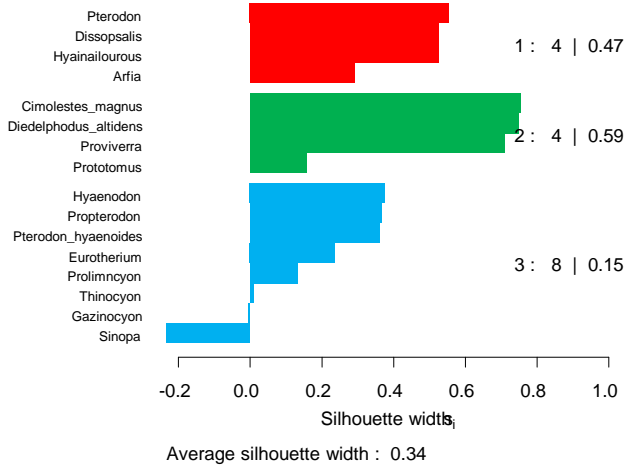 Pterodon
Dissopsalis
Hyainailourous
Arfia
1 : 4 | 0.47
Cimolestes_magnus
Diedelphodus_altidens
Proviverra
Prototomus
2 : 4 | 0.59
Hyaenodon
Propterodon
Pterodon_hyaenoides
Eurotherium
Prolimncyon
Thinocyon
Gazinocyon
Sinopa
3 : 8 | 0.15
-0.2 0.0 0.2 0.4 0.6 0.8 1.0
Silhouette width si
Average silhouette width : 0.34